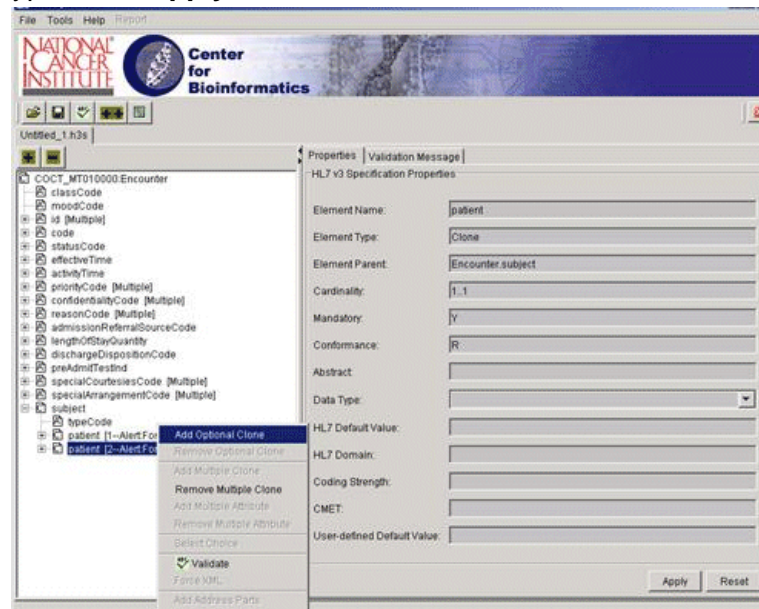 File Tools Help Report
NATIONAL
CANCER
INSTITUTE
Center
for
Bioinformatics
Untitled_1.h3s
COCT_MT010000.Encounter
classCode
moodCode
id [Multiple]
code
statusCode
effectiveTime
activityTime
priorityCode [Multiple]
confidentialityCode [Multiple]
reasonCode [Multiple]
admissionReferralSourceCode
lengthOfStayQuantity
dischargeDispositionCode
preAdmitTestInd
specialCourtesiesCode [Multiple]
specialArrangementCode [Multiple]
subject
typeCode
patient [1--Alert:For
patient [2--Alert:For
Add Optional Clone
Remove Optional Clone
Add Multiple Clone
Remove Multiple Clone
Add Multiple Attribute
Remove Multiple Attribute
Select Choice
Validate
Force XML
Add Address Parts
Properties Validation Message
HL7 v3 Specification Properties
Element Name: patient
Element Type: Clone
Element Parent: Encounter.subject
Cardinality: 1..1
Mandatory: Y
Conformance: R
Abstract:
Data Type:
HL7 Default Value:
HL7 Domain:
Coding Strength:
CMET:
User-defined Default Value:
Apply Reset